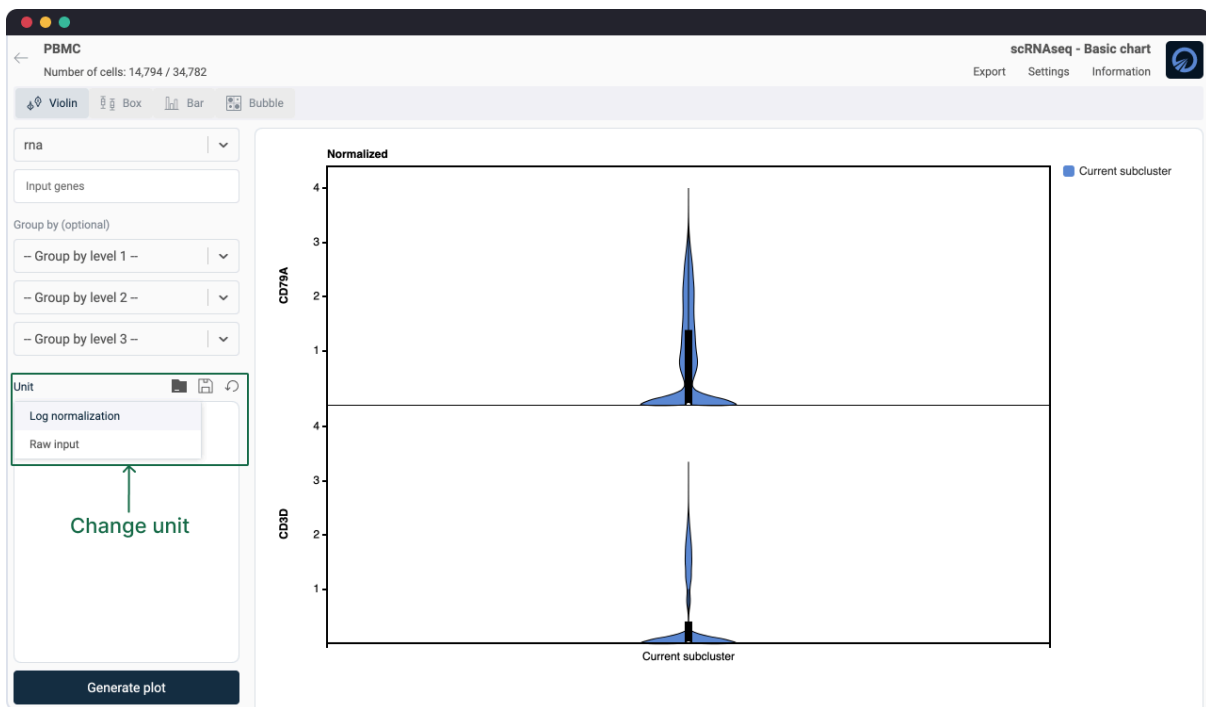 PBMC
Number of cells: 14,794 / 34,782
scRNAseq - Basic chart
Export Settings Information
Violin Box Bar Bubble
rna
Input genes
Group by (optional)
-- Group by level 1 --
-- Group by level 2 --
-- Group by level 3 --
Unit
Log normalization
Raw input
Change unit
Generate plot
Normalized
4
3
2
1
CD79A
4
3
2
1
CD3D
Current subcluster
Current subcluster